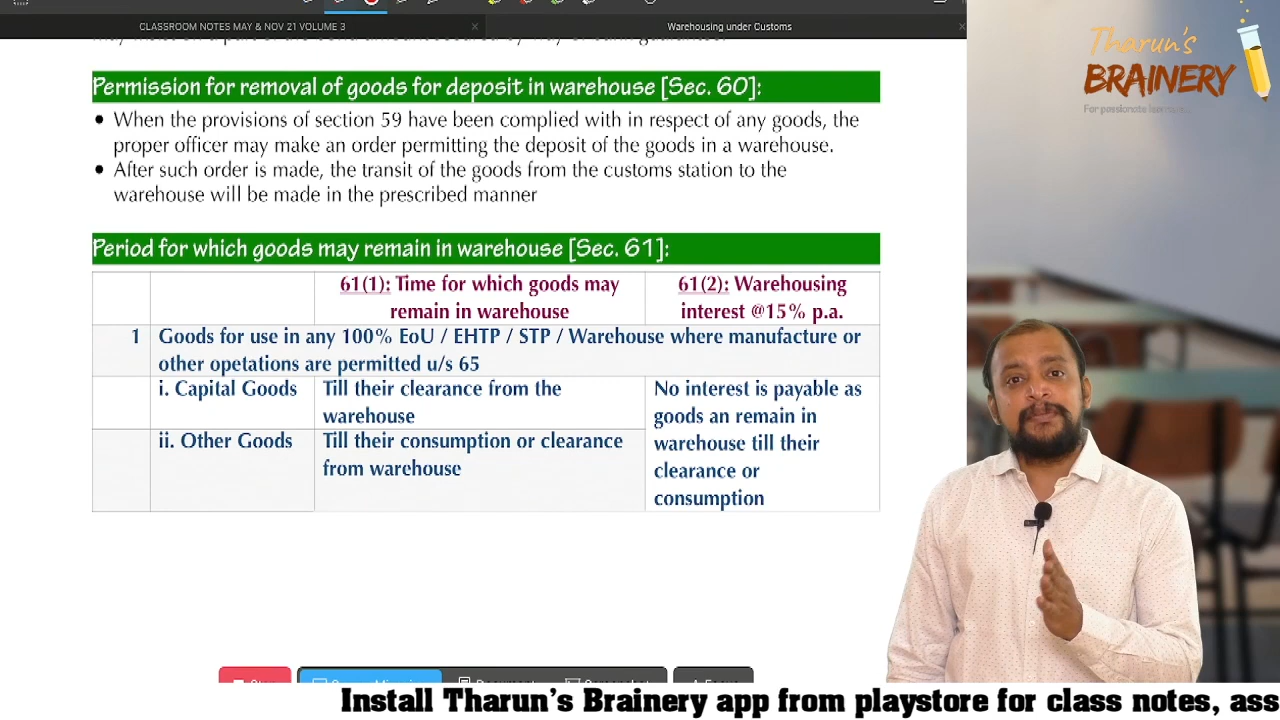 CLASSROOM NOTES MAY & NOV 21 VOLUME 3
Warehousing under Customs
Tharun's
BRAINERY
Permission for removal of goods for deposit in warehouse [Sec. 60]:
• When the provisions of section 59 have been complied with in respect of any goods, the
proper officer may make an order permitting the deposit of the goods in a warehouse.
• After such order is made, the transit of the goods from the customs station to the
warehouse will be made in the prescribed manner
Period for which goods may remain in warehouse [Sec. 61]:
61(1): Time for which goods may
remain in warehouse
61(2): Warehousing
interest @15% p.a.
1 Goods for use in any 100% EoU / EHTP / STP / Warehouse where manufacture or
other opetations are permitted u/s 65
i. Capital Goods
Till their clearance from the
warehouse
No interest is payable as
goods an remain in
warehouse till their
clearance or
consumption
ii. Other Goods
Till their consumption or clearance
from warehouse
Install Tharun's Brainery app from playstore for class notes, ass